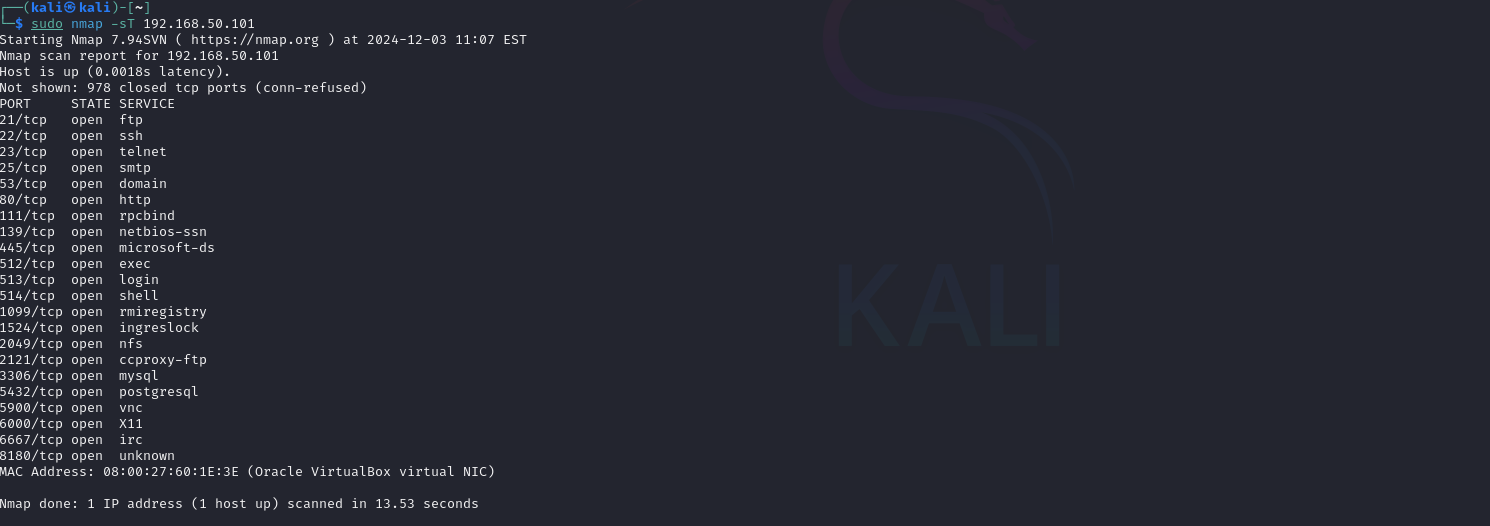 ┌──(kali㉿kali)-[~]
└─$ sudo nmap -sT 192.168.50.101
Starting Nmap 7.94SVN ( https://nmap.org ) at 2024-12-03 11:07 EST
Nmap scan report for 192.168.50.101
Host is up (0.0018s latency).
Not shown: 978 closed tcp ports (conn-refused)
PORT     STATE SERVICE
21/tcp   open  ftp
22/tcp   open  ssh
23/tcp   open  telnet
25/tcp   open  smtp
53/tcp   open  domain
80/tcp   open  http
111/tcp  open  rpcbind
139/tcp  open  netbios-ssn
445/tcp  open  microsoft-ds
512/tcp  open  exec
513/tcp  open  login
514/tcp  open  shell
1099/tcp open  rmiregistry
1524/tcp open  ingreslock
2049/tcp open  nfs
2121/tcp open  ccproxy-ftp
3306/tcp open  mysql
5432/tcp open  postgresql
5900/tcp open  vnc
6000/tcp open  X11
6667/tcp open  irc
8180/tcp open  unknown
MAC Address: 08:00:27:60:1E:3E (Oracle VirtualBox virtual NIC)
Nmap done: 1 IP address (1 host up) scanned in 13.53 seconds
KALI